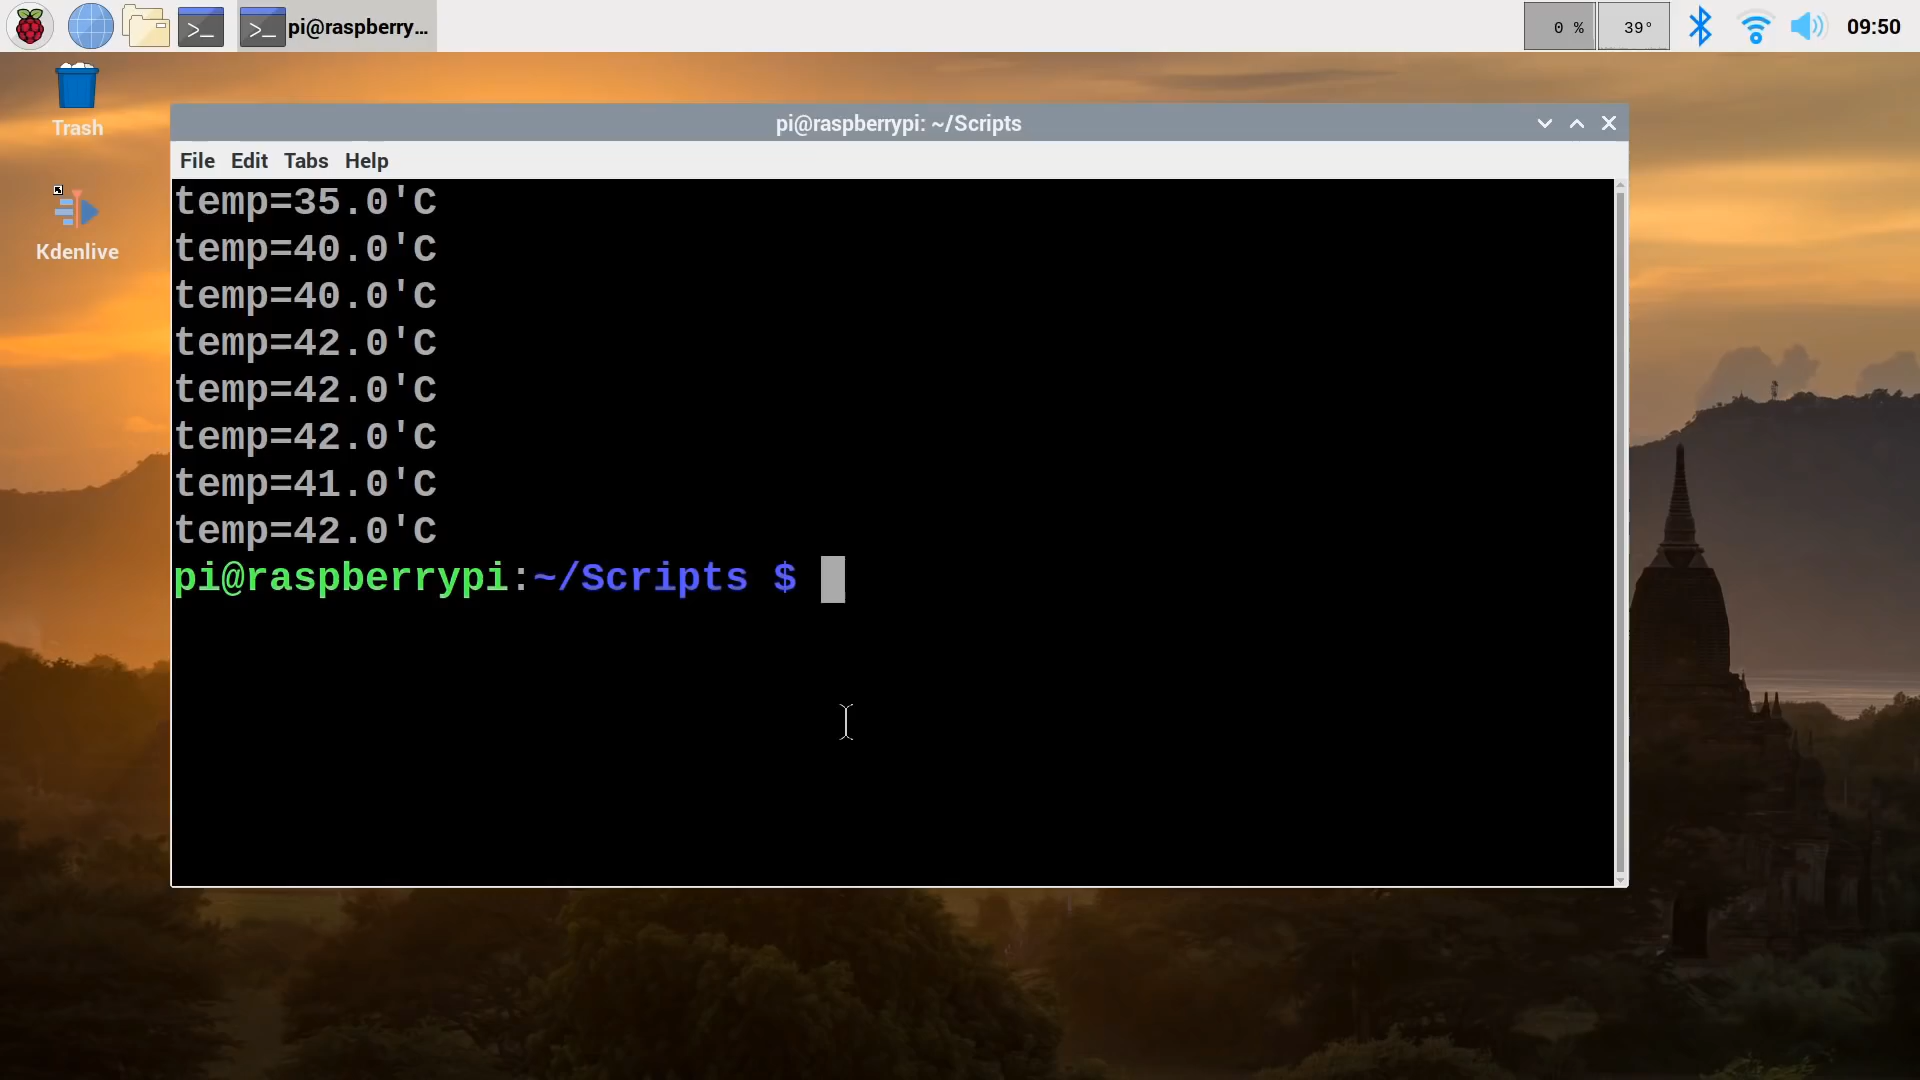 pi@raspberry...
0 %
39°
09:50
Trash
Kdenlive
pi@raspberrypi: ~/Scripts
File Edit Tabs Help
temp=35.0'C
temp=40.0'C
temp=40.0'C
temp=42.0'C
temp=42.0'C
temp=42.0'C
temp=41.0'C
temp=42.0'C
pi@raspberrypi:~/Scripts $